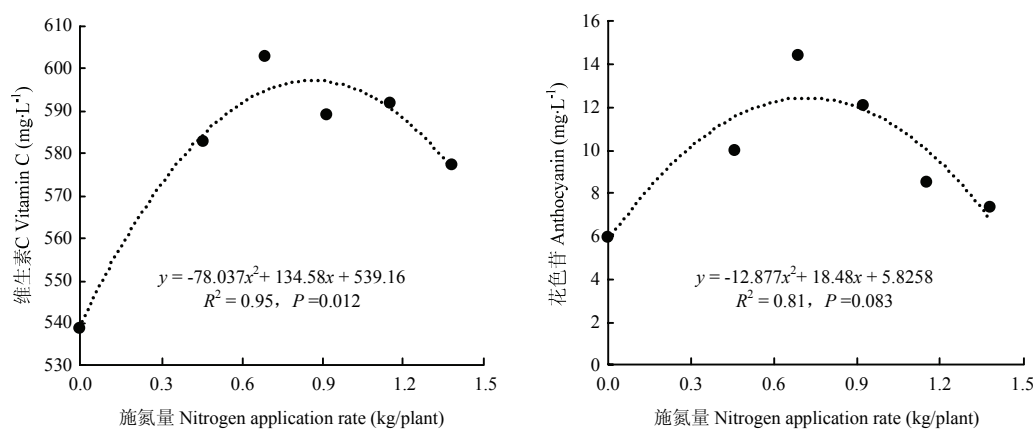 610
600
590
580
570
560
550
540
530
维生素C Vitamin C (mg·L⁻¹)
y = -78.037x²+ 134.58x + 539.16
R² = 0.95，P =0.012
0.0 0.3 0.6 0.9 1.2 1.5
施氮量 Nitrogen application rate (kg/plant)
16
14
12
10
8
6
4
2
0
花色苷 Anthocyanin (mg·L⁻¹)
y = -12.877x²+ 18.48x + 5.8258
R² = 0.81，P =0.083
0.0 0.3 0.6 0.9 1.2 1.5
施氮量 Nitrogen application rate (kg/plant)